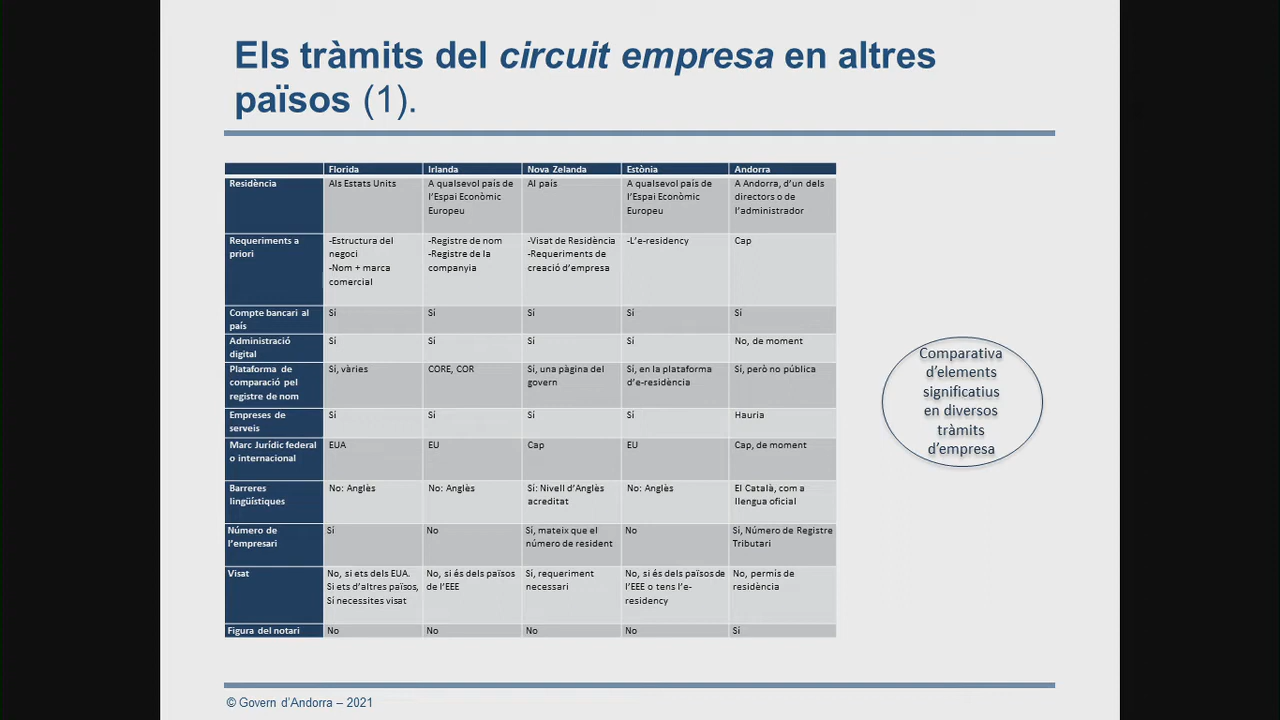 Els tràmits del circuit empresa en altres
països (1).
Florida Irlanda Nova Zelanda Estònia Andorra
Residència
Als Estats Units
A qualsevol país de
l'Espai Econòmic
Europeu
Al país
A qualsevol país de
l'Espai Econòmic
Europeu
A Andorra, d'un dels
directors o de
l'administrador
Requeriments a
priori
-Estructura del
negoci
-Nom + marca
comercial
-Registre de nom
-Registre de la
companyia
-Visat de Residència
-Requeriments de
creació d'empresa
-L'e-residency
Cap
Compte bancari al
país
Sí
Sí
Sí
Sí
Sí
Administració
digital
Sí
Sí
Sí
Sí
No, de moment
Plataforma de
comparació pel
registre de nom
Sí, vàries
CORE, COR
Sí, una pàgina del
govern
Sí, en la plataforma
d'e-residència
Sí, però no pública
Empreses de
serveis
Sí
Sí
Sí
Sí
Hauria
Marc Jurídic federal
o internacional
EUA
EU
Cap
EU
Cap, de moment
Barreres
lingüístiques
No: Anglès
No: Anglès
Sí: Nivell d'Anglès
acreditat
No: Anglès
El Català, com a
llengua oficial
Número de
l'empresari
Sí
No
Sí, mateix que el
número de resident
No
Sí, Número de Registre
Tributari
Visat
No, si ets dels EUA.
Si ets d'altres països,
Sí necessites visat
No, si és dels països
de l'EEE
Sí, requeriment
necessari
No, si és dels països de
l'EEE o tens l'e-
residency
No, permís de
residència
Figura del notari
No
No
No
No
Sí
Comparativa
d'elements
significatius
en diversos
tràmits
d'empresa
© Govern d'Andorra – 2021